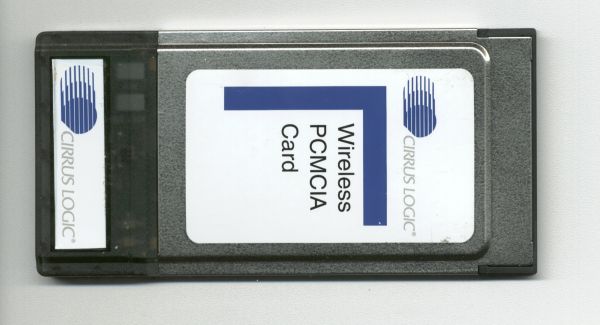 CIRRUS LOGIC®
CIRRUS LOGIC®
Wireless
PCMCIA
Card